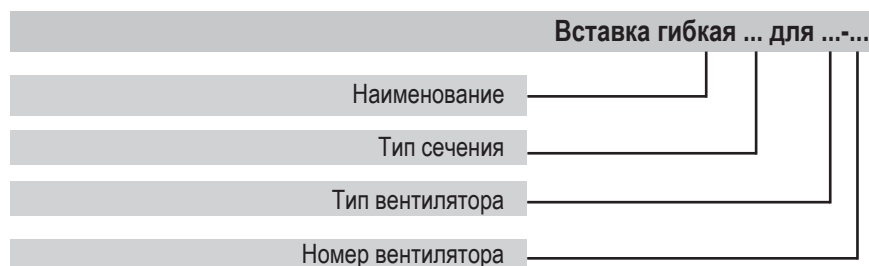 Вставка гибкая ... для ...-...
Наименование
Тип сечения
Тип вентилятора
Номер вентилятора